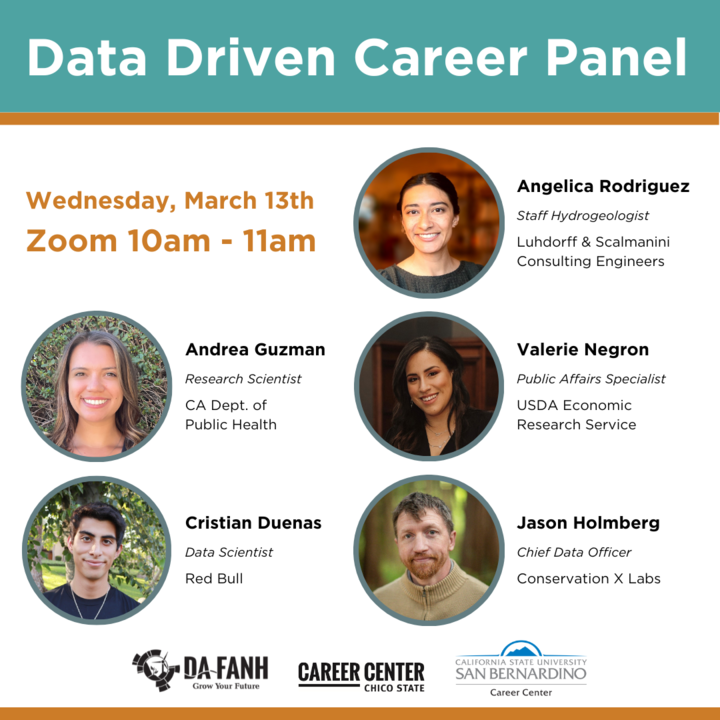 Data Driven Career Panel
Wednesday, March 13th
Zoom 10am - 11am
Angelica Rodriguez
Staff Hydrogeologist
Luhdorff & Scalmanini
Consulting Engineers
Andrea Guzman
Research Scientist
CA Dept. of
Public Health
Valerie Negron
Public Affairs Specialist
USDA Economic
Research Service
Cristian Duenas
Data Scientist
Red Bull
Jason Holmberg
Chief Data Officer
Conservation X Labs
DA-FANH
Grow Your Future
CAREER CENTER
CHICO STATE
CALIFORNIA STATE UNIVERSITY
SAN BERNARDINO
Career Center